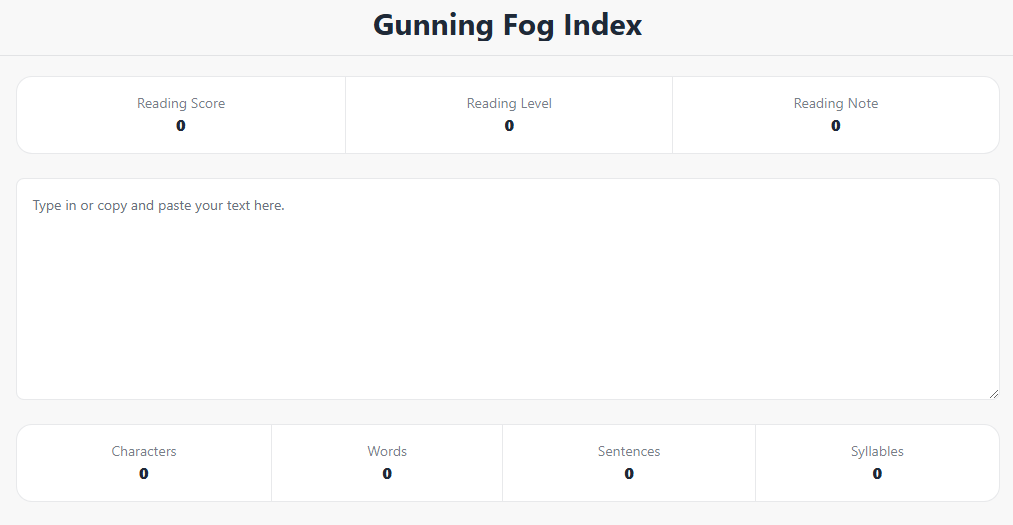 Gunning Fog Index
Reading Score
0
Reading Level
0
Reading Note
0
Type in or copy and paste your text here.
Characters
0
Words
0
Sentences
0
Syllables
0